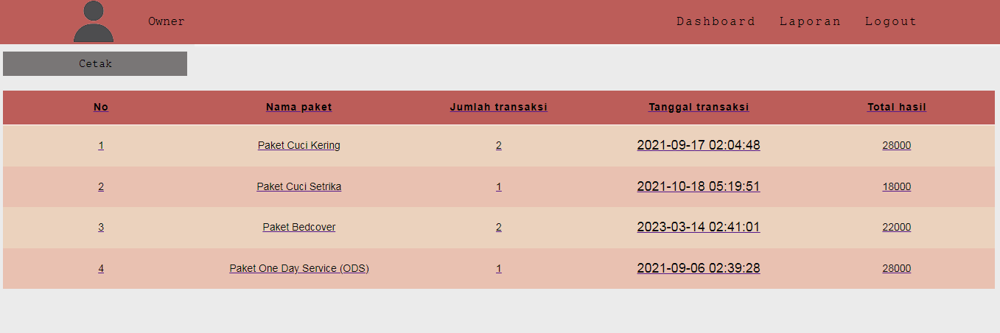 Owner Dashboard Laporan Logout
Cetak
No Nama paket Jumlah transaksi Tanggal transaksi Total hasil
1 Paket Cuci Kering 2 2021-09-17 02:04:48 28000
2 Paket Cuci Setrika 1 2021-10-18 05:19:51 18000
3 Paket Bedcover 2 2023-03-14 02:41:01 22000
4 Paket One Day Service (ODS) 1 2021-09-06 02:39:28 28000